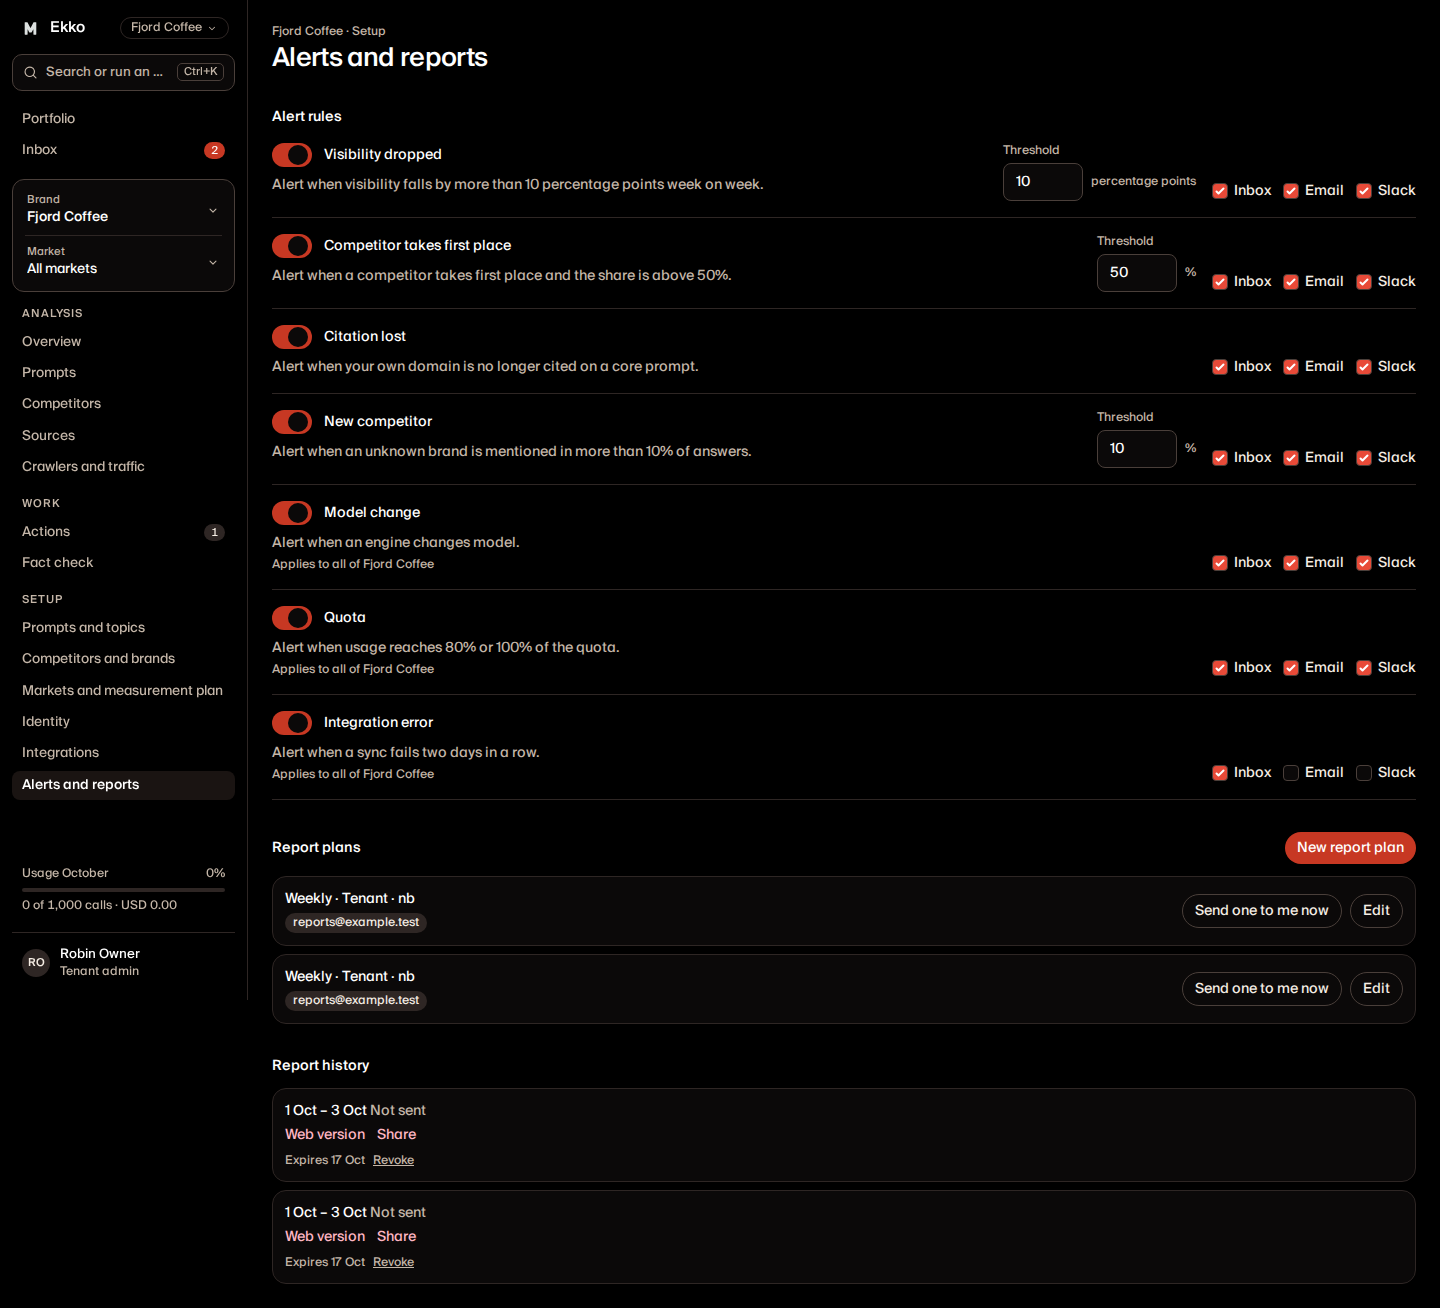 Ekko
Fjord Coffee
Search or run an ...
Ctrl+K
Portfolio
Inbox
2
Brand
Fjord Coffee
Market
All markets
ANALYSIS
Overview
Prompts
Competitors
Sources
Crawlers and traffic
WORK
Actions
1
Fact check
SETUP
Prompts and topics
Competitors and brands
Markets and measurement plan
Identity
Integrations
Alerts and reports
Usage October
0%
0 of 1,000 calls · USD 0.00
RO
Robin Owner
Tenant admin
Fjord Coffee · Setup
Alerts and reports
Alert rules
Visibility dropped
Alert when visibility falls by more than 10 percentage points week on week.
Threshold
10 percentage points
Inbox Email Slack
Competitor takes first place
Alert when a competitor takes first place and the share is above 50%.
Threshold
50 %
Inbox Email Slack
Citation lost
Alert when your own domain is no longer cited on a core prompt.
Inbox Email Slack
New competitor
Alert when an unknown brand is mentioned in more than 10% of answers.
Threshold
10 %
Inbox Email Slack
Model change
Alert when an engine changes model.
Applies to all of Fjord Coffee
Inbox Email Slack
Quota
Alert when usage reaches 80% or 100% of the quota.
Applies to all of Fjord Coffee
Inbox Email Slack
Integration error
Alert when a sync fails two days in a row.
Applies to all of Fjord Coffee
Inbox Email Slack
Report plans
New report plan
Weekly · Tenant · nb
reports@example.test
Send one to me now
Edit
Weekly · Tenant · nb
reports@example.test
Send one to me now
Edit
Report history
1 Oct – 3 Oct Not sent
Web version Share
Expires 17 Oct Revoke
1 Oct – 3 Oct Not sent
Web version Share
Expires 17 Oct Revoke